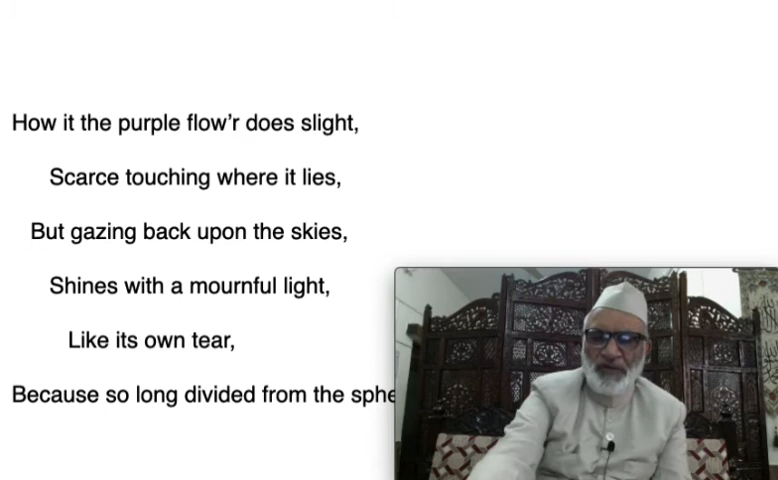 How it the purple flow'r does slight,
Scarce touching where it lies,
But gazing back upon the skies,
Shines with a mournful light,
Like its own tear,
Because so long divided from the